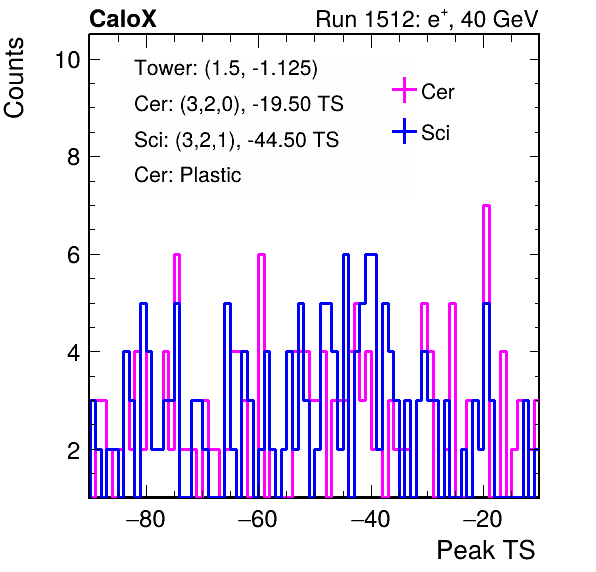 CaloX Run 1512: e+, 40 GeV
Counts
Tower: (1.5, -1.125)
Cer: (3,2,0), -19.50 TS
Sci: (3,2,1), -44.50 TS
Cer: Plastic
Cer
Sci
10
8
6
4
2
−80 −60 −40 −20
Peak TS